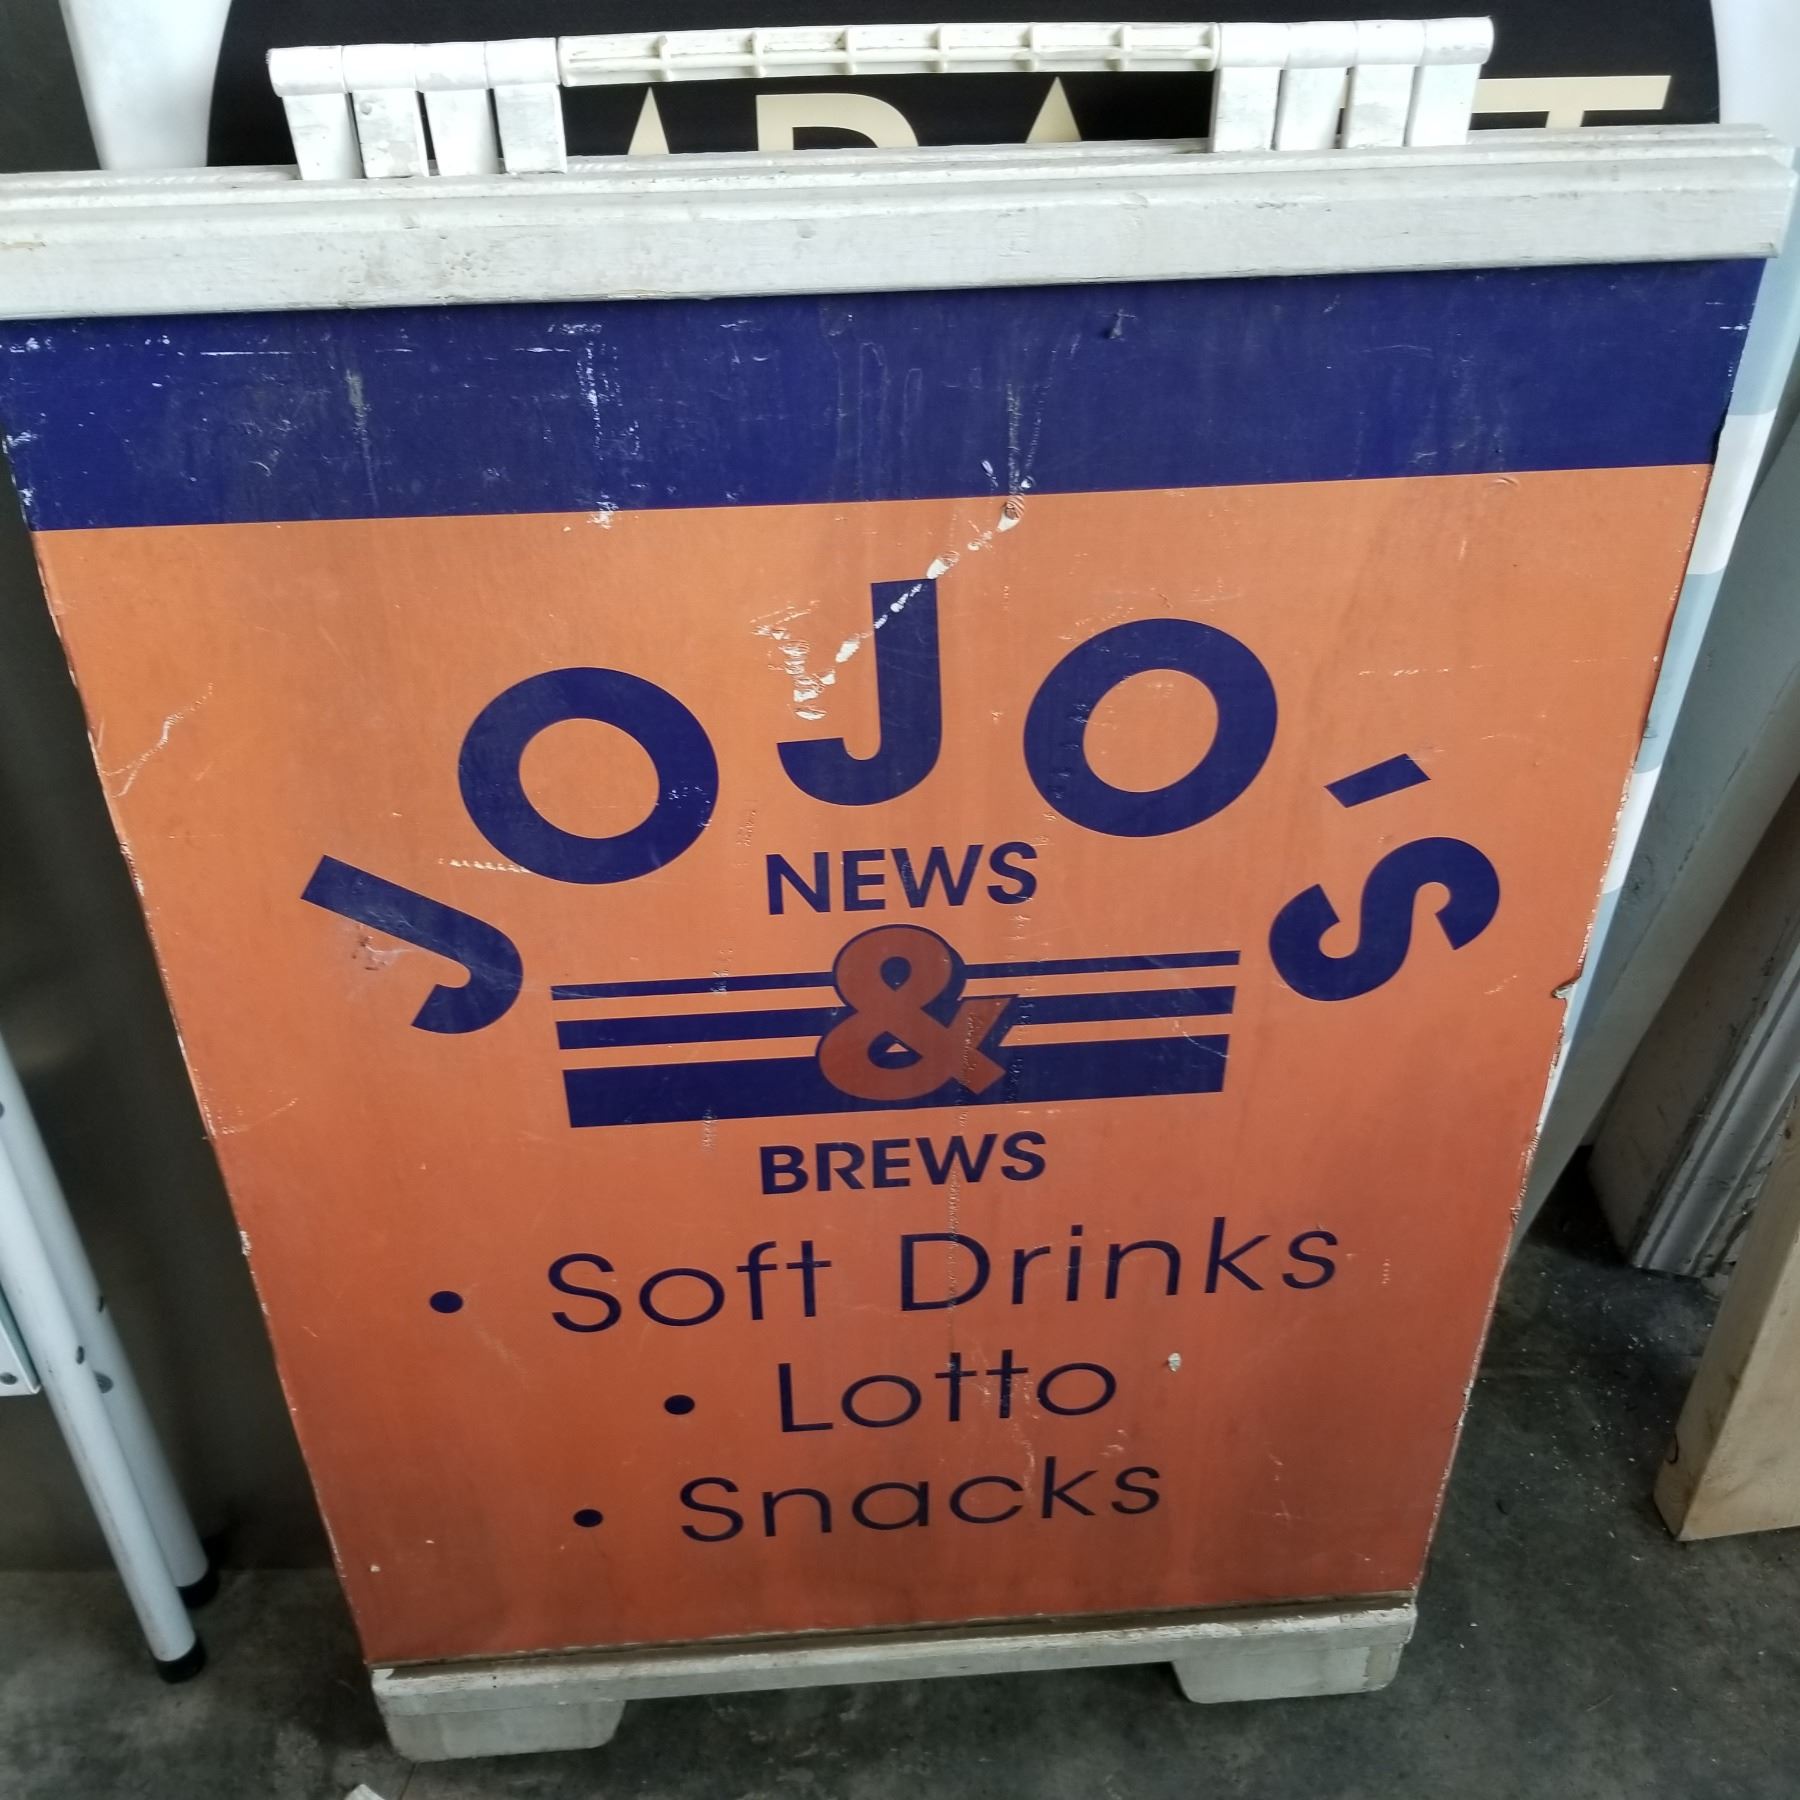 JOJO'S
NEWS
&
BREWS
• Soft Drinks
• Lotto
• Snacks